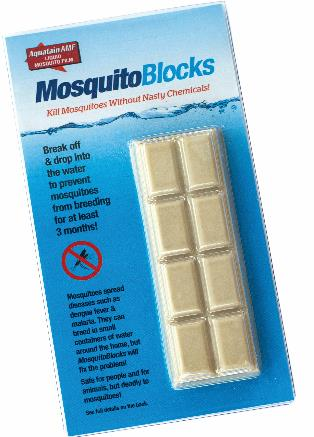 Aquatain AMF
LIQUID
MOSQUITO FILM
MosquitoBlocks
Kill Mosquitoes Without Nasty Chemicals!
Break off
& drop into
the water
to prevent
mosquitoes
from breeding
for at least
3 months!
Mosquitoes spread
diseases such as
dengue fever &
malaria. They can
breed in small
containers of water
around the home, but
MosquitoBlocks will
fix the problem!
Safe for people and for
animals, but deadly to
mosquitoes!
See full details on the back.